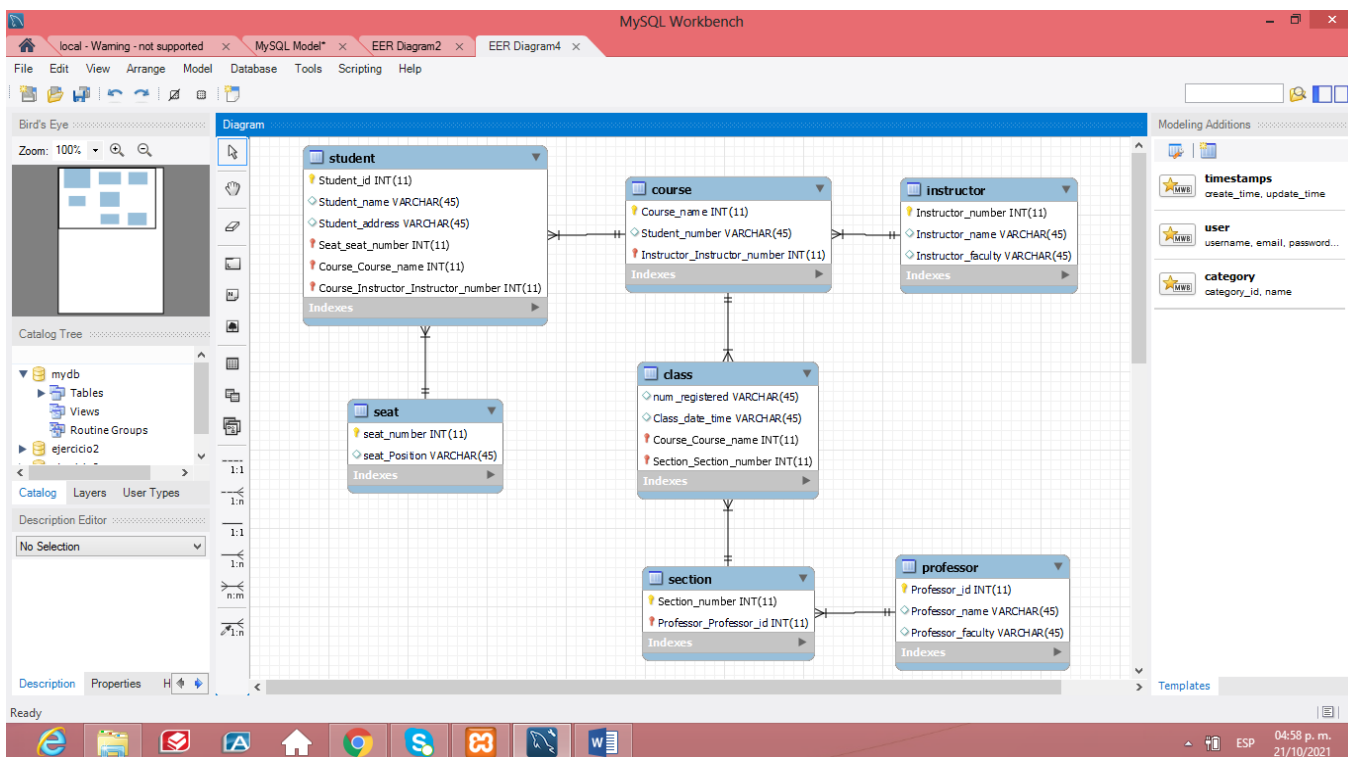 MySQL Workbench
local - Warning - not supported
MySQL Model*
EER Diagram2
EER Diagram4
File Edit View Arrange Model Database Tools Scripting Help
Bird's Eye
Zoom: 100%
Catalog Tree
mydb
Tables
Views
Routine Groups
ejercicio2
Catalog Layers User Types
Description Editor
No Selection
Description Properties H
Diagram
1:1
1:n
1:1
1:n
n:m
1:n
student
Student_id INT(11)
Student_name VARCHAR(45)
Student_address VARCHAR(45)
Seat_seat_number INT(11)
Course_Course_name INT(11)
Course_Instructor_Instructor_number INT(11)
Indexes
course
Course_name INT(11)
Student_number VARCHAR(45)
Instructor_Instructor_number INT(11)
Indexes
instructor
Instructor_number INT(11)
Instructor_name VARCHAR(45)
Instructor_faculty VARCHAR(45)
Indexes
seat
seat_number INT(11)
seat_Position VARCHAR(45)
Indexes
class
num_registered VARCHAR(45)
Class_date_time VARCHAR(45)
Course_Course_name INT(11)
Section_Section_number INT(11)
Indexes
section
Section_number INT(11)
Professor_Professor_id INT(11)
Indexes
professor
Professor_id INT(11)
Professor_name VARCHAR(45)
Professor_faculty VARCHAR(45)
Indexes
Modeling Additions
MWB
timestamps
create_time, update_time
MWB
user
username, email, password...
MWB
category
category_id, name
Templates
Ready
ESP
04:58 p. m.
21/10/2021